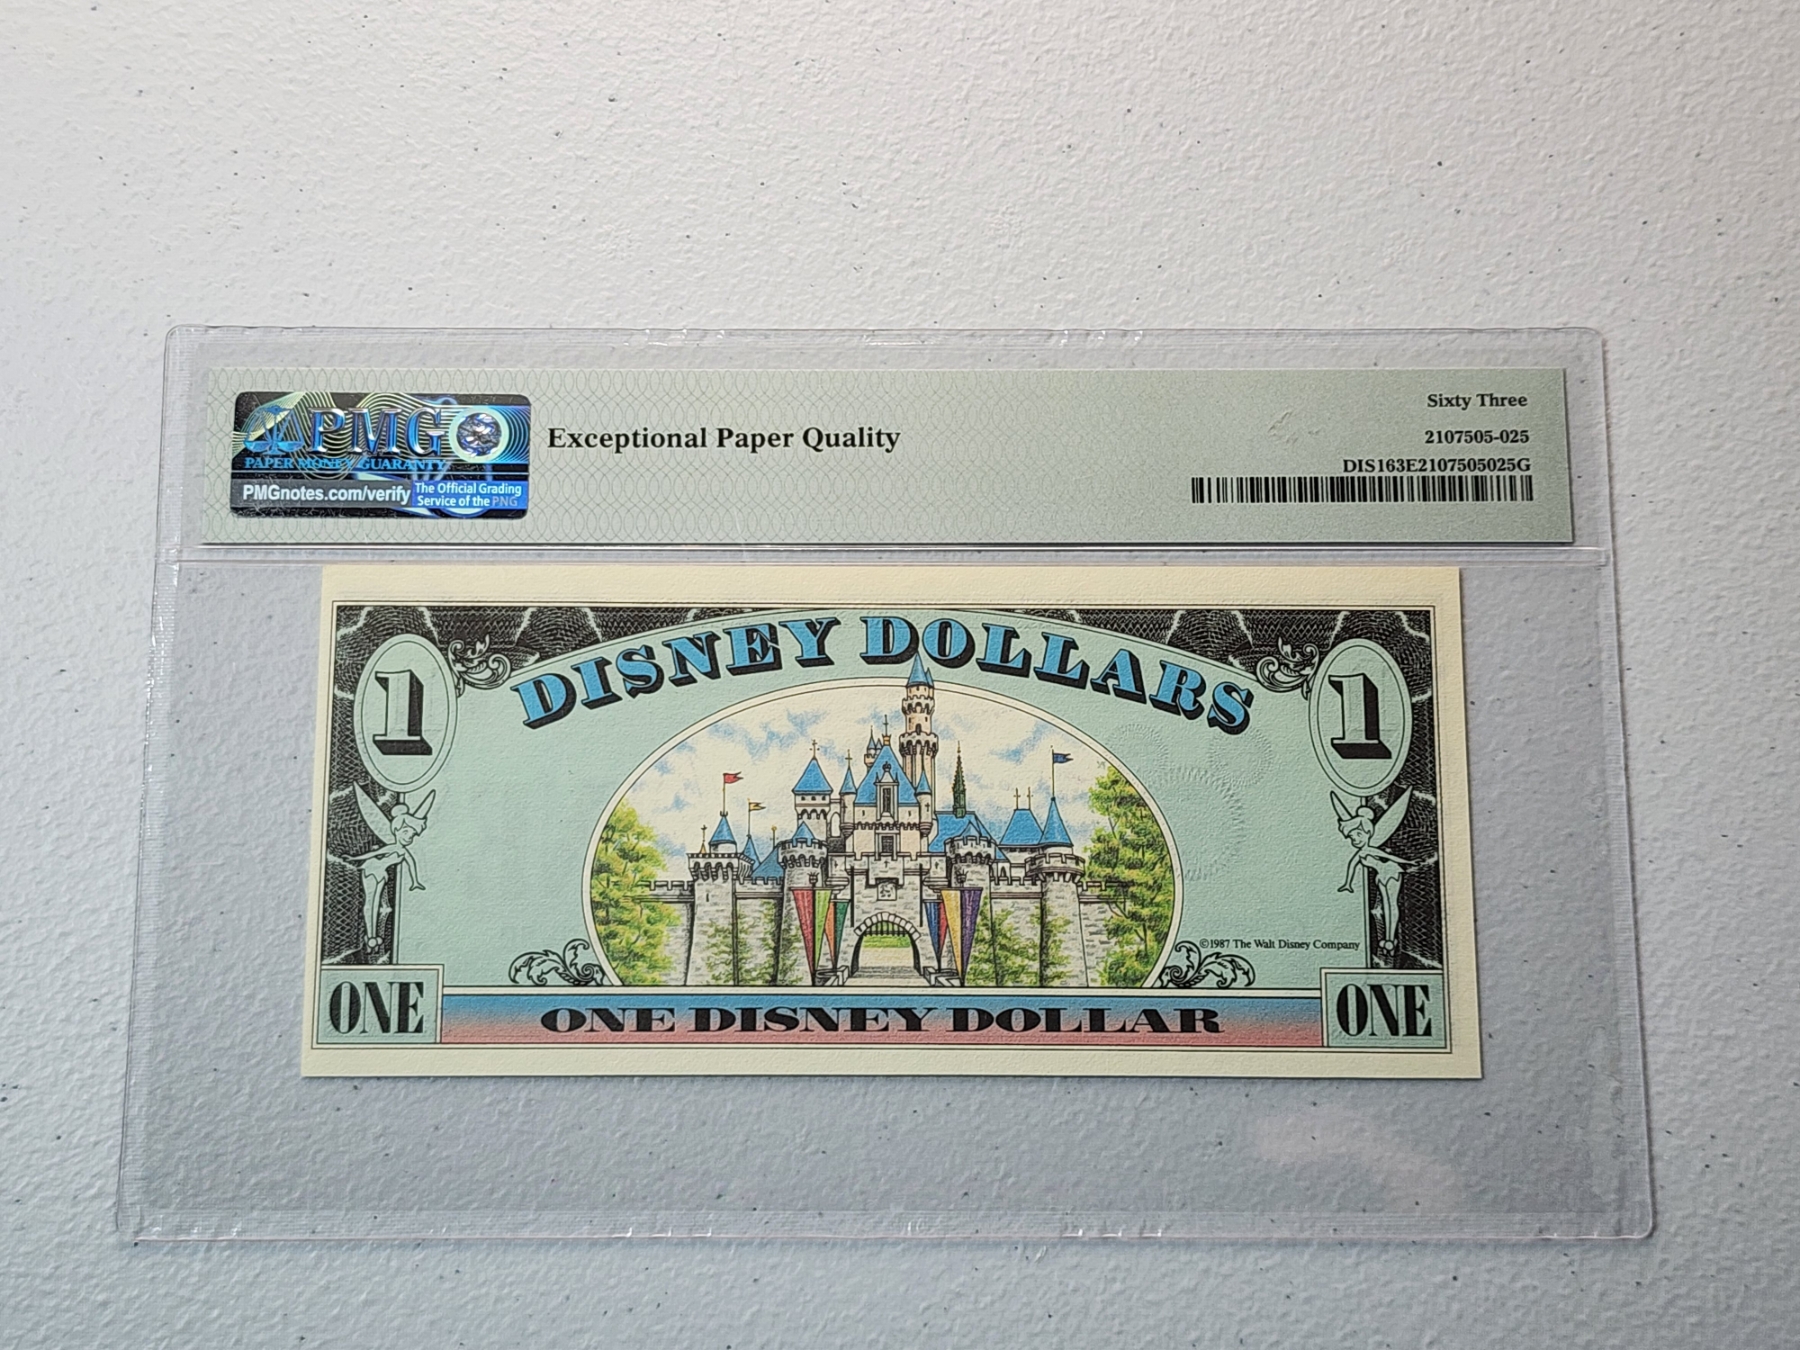 PMG
PAPER MONEY GUARANTY
PMGnotes.com/verify
The Official Grading
Service of the PNG
Exceptional Paper Quality
Sixty Three
2107505-025
DIS163E2107505025G
1
DISNEY DOLLARS
1
©1987 The Walt Disney Company
ONE
ONE DISNEY DOLLAR
ONE